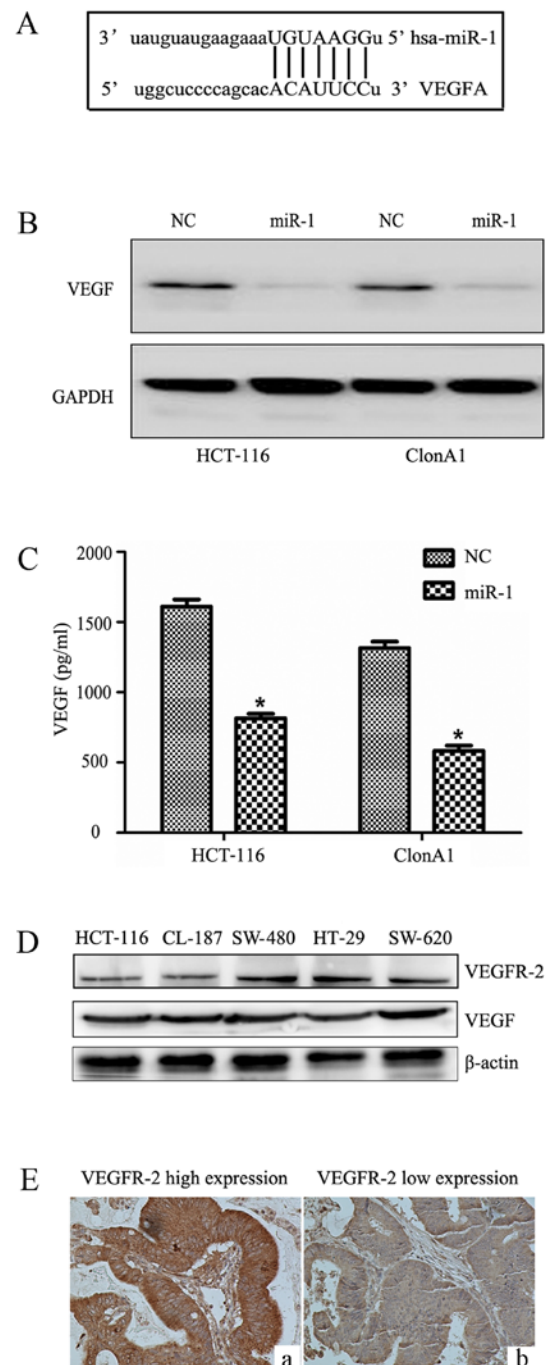 A
3' uauguaugaagaaaUGUAAGGu 5' hsa-miR-1
5' uggcuccccagcacACAUUCCu 3' VEGFA
B
NC miR-1 NC miR-1
VEGF
GAPDH
HCT-116 ClonA1
C
2000
1500
1000
500
0
VEGF (pg/ml)
NC
miR-1
* *
HCT-116 ClonA1
D
HCT-116 CL-187 SW-480 HT-29 SW-620
VEGFR-2
VEGF
β-actin
E
VEGFR-2 high expression VEGFR-2 low expression
a b